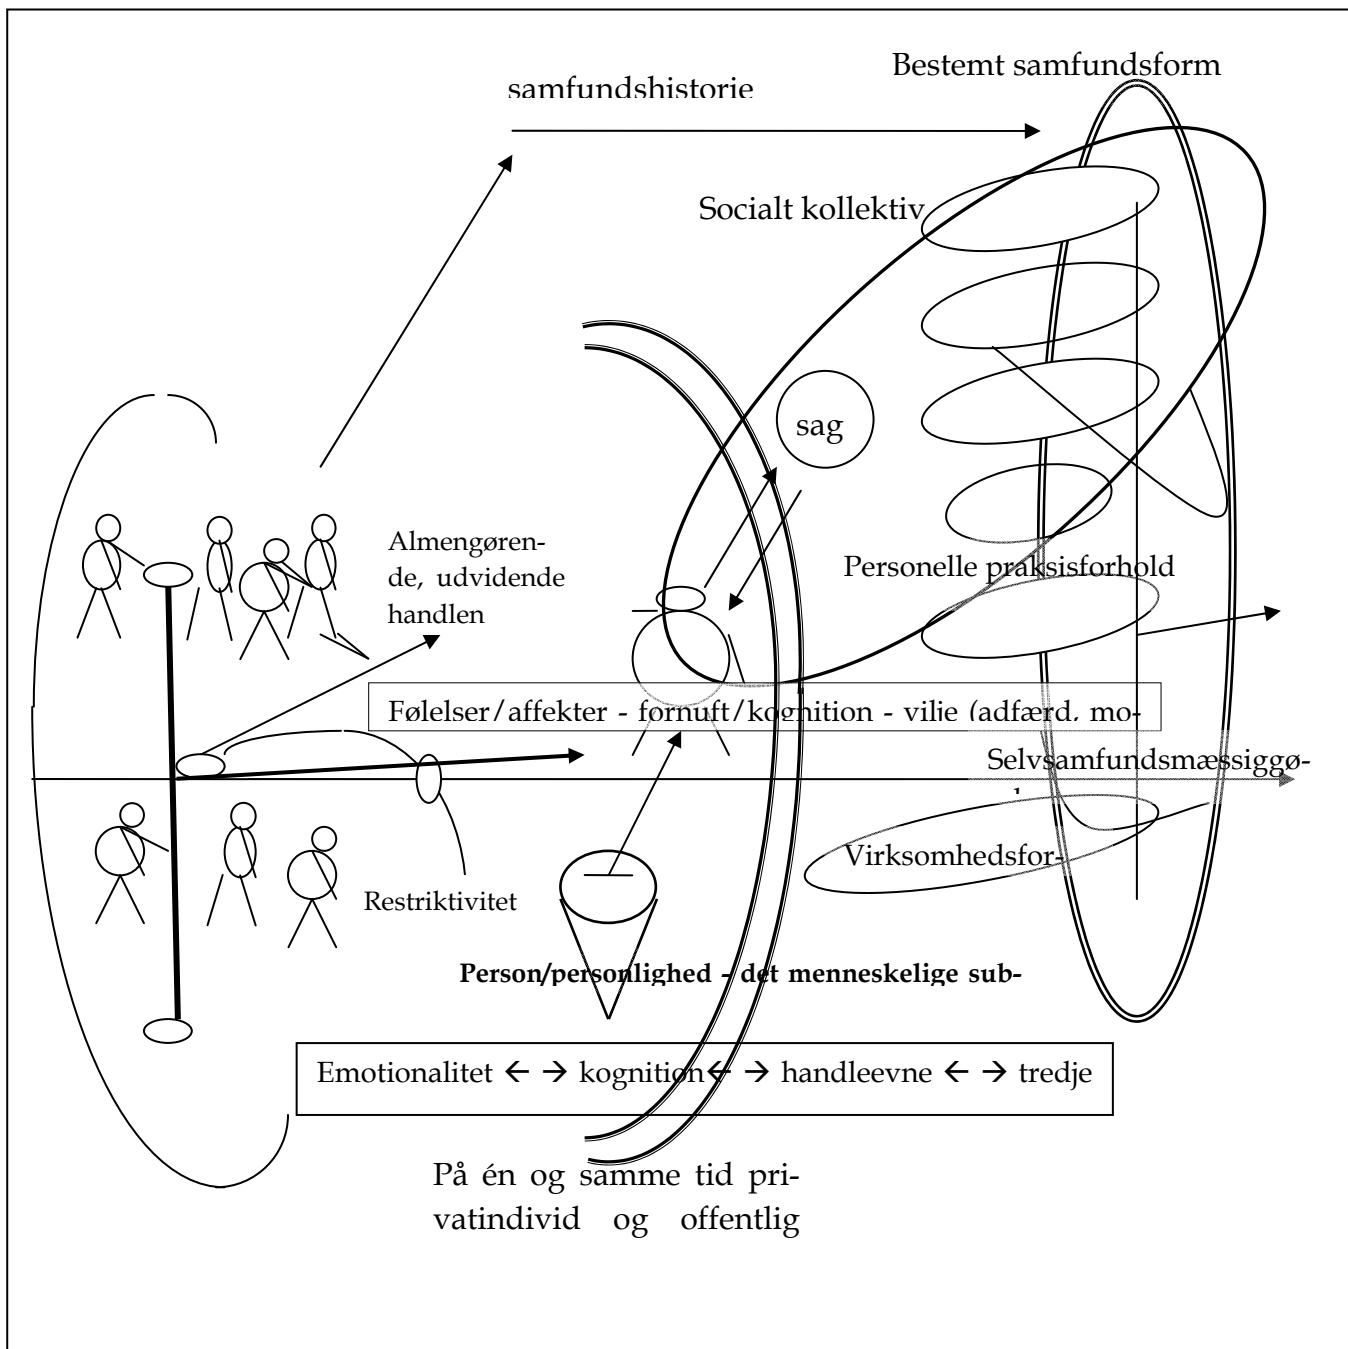 Bestemt samfundsform
samfundshistorie
Socialt kollektiv
sag
Almengøren-
de, udvidende
handlen
Personelle praksisforhold
Følelser/affekter - fornuft/kognition - vilje (adfærd, mo-
Selvsamfundsmæssiggø-
Virksomhedsfor-
Restriktivitet
Person/personlighed - det menneskelige sub-
Emotionalitet ← → kognition ← → handleevne ← → tredje
På én og samme tid pri-
vatindivid og offentlig